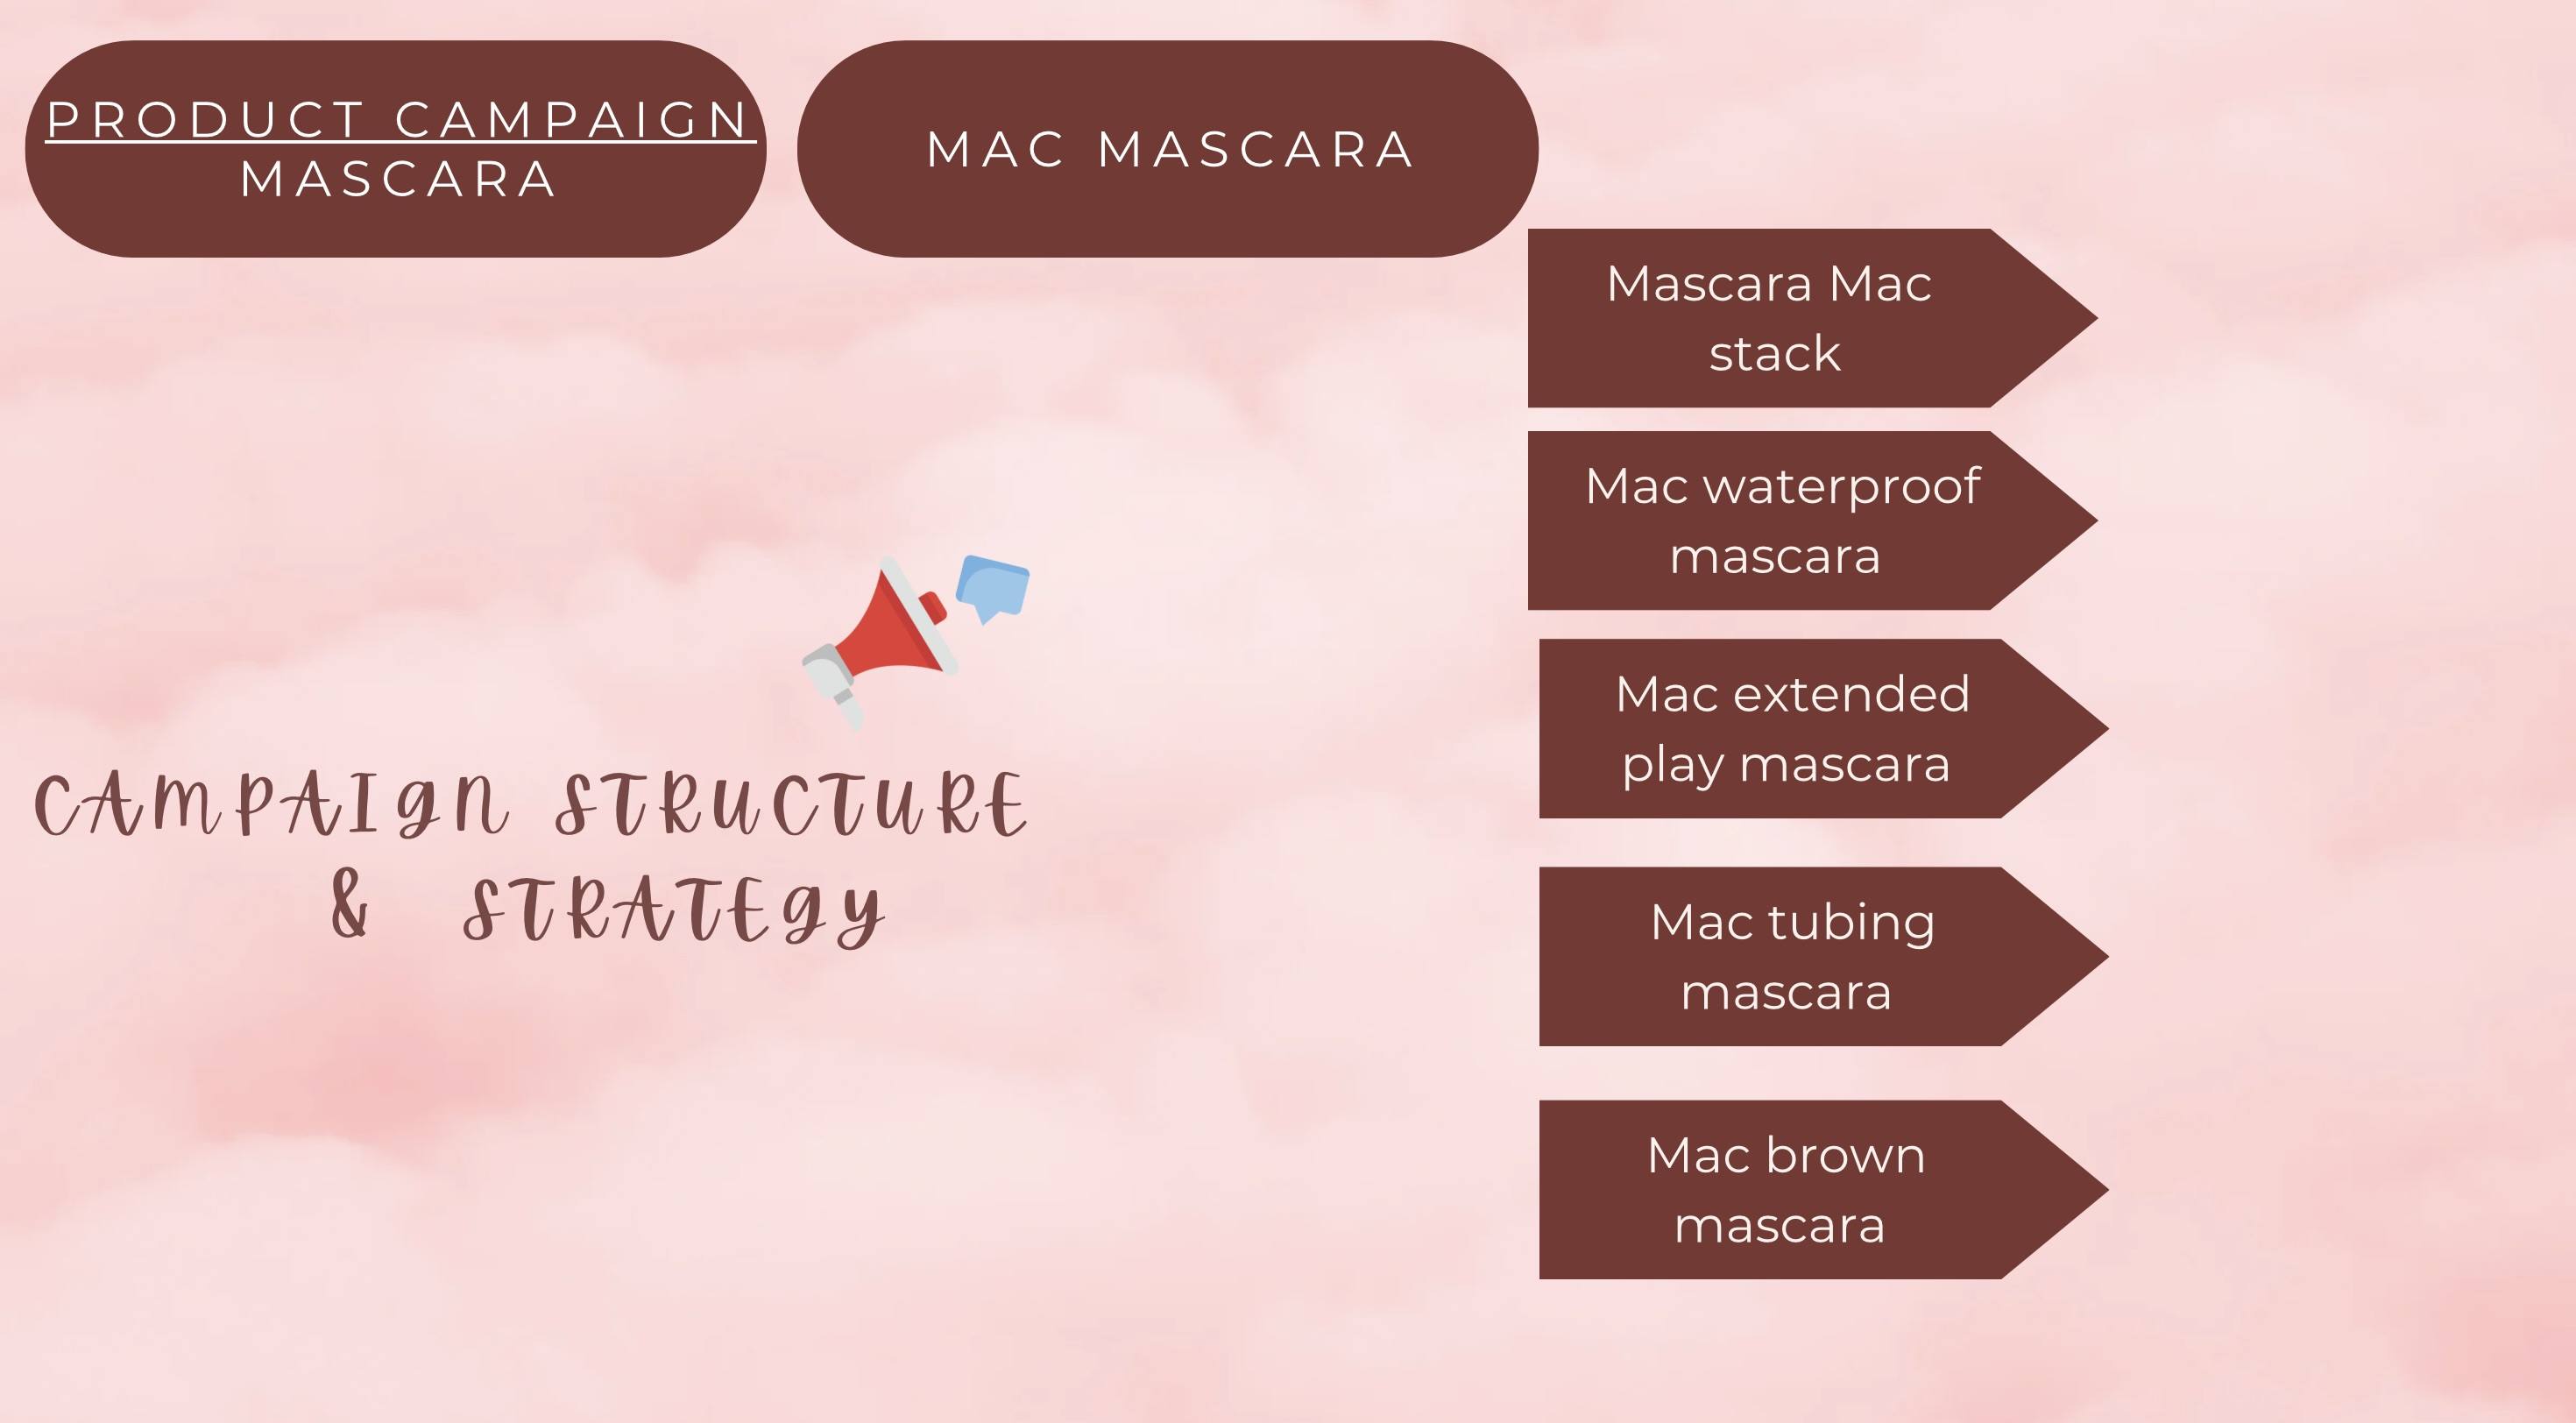 PRODUCT CAMPAIGN
MASCARA
MAC MASCARA
Mascara Mac
stack
Mac waterproof
mascara
Mac extended
play mascara
Mac tubing
mascara
Mac brown
mascara
CAMPAIGN STRUCTURE
& STRATEGY